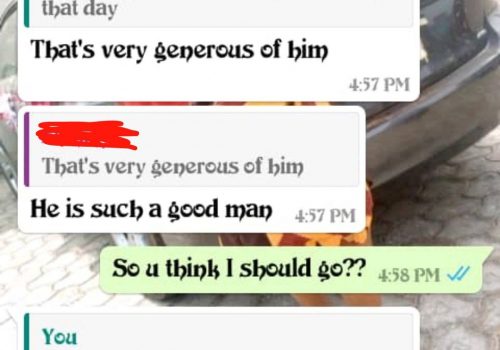 that day
That's very generous of him
4:57 PM
That's very generous of him
He is such a good man 4:57 PM
So u think I should go?? 4:58 PM
You